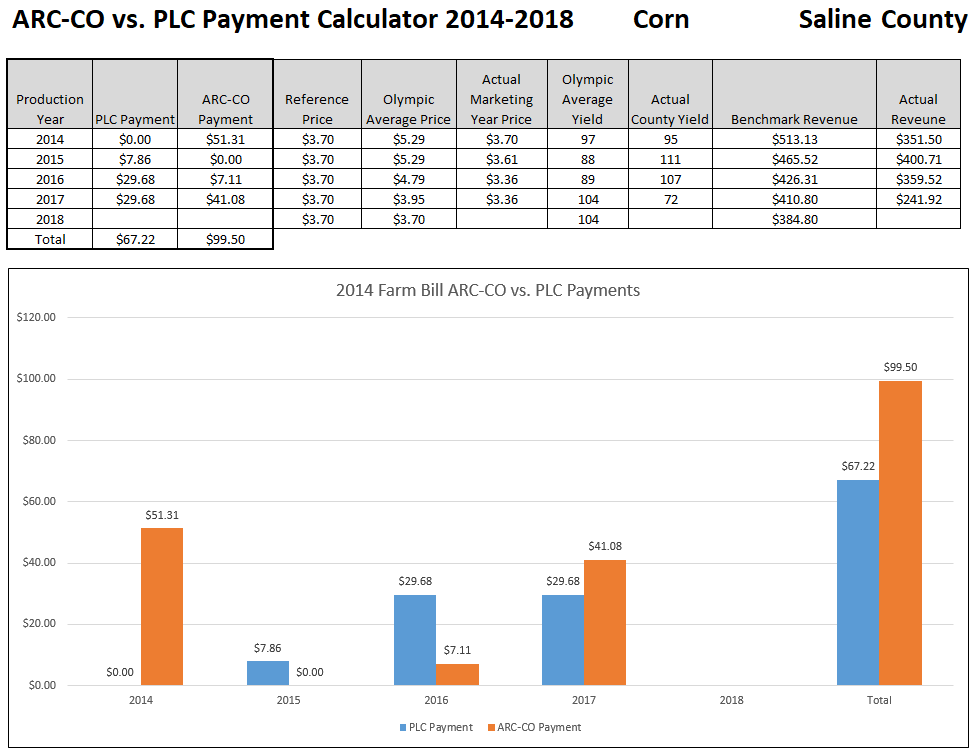 ARC-CO vs. PLC Payment Calculator 2014-2018 Corn Saline County
Production Year PLC Payment ARC-CO Payment Reference Price Olympic Average Price Actual Marketing Year Price Olympic Average Yield Actual County Yield Benchmark Revenue Actual Reveune
2014 $0.00 $51.31 $3.70 $5.29 $3.70 97 95 $513.13 $351.50
2015 $7.86 $0.00 $3.70 $5.29 $3.61 88 111 $465.52 $400.71
2016 $29.68 $7.11 $3.70 $4.79 $3.36 89 107 $426.31 $359.52
2017 $29.68 $41.08 $3.70 $3.95 $3.36 104 72 $410.80 $241.92
2018 $3.70 $3.70 104 $384.80
Total $67.22 $99.50
2014 Farm Bill ARC-CO vs. PLC Payments
$120.00
$100.00
$80.00
$60.00
$40.00
$20.00
$0.00
$0.00
$51.31
$7.86
$0.00
$29.68
$7.11
$29.68
$41.08
$67.22
$99.50
2014 2015 2016 2017 2018 Total
PLC Payment ARC-CO Payment